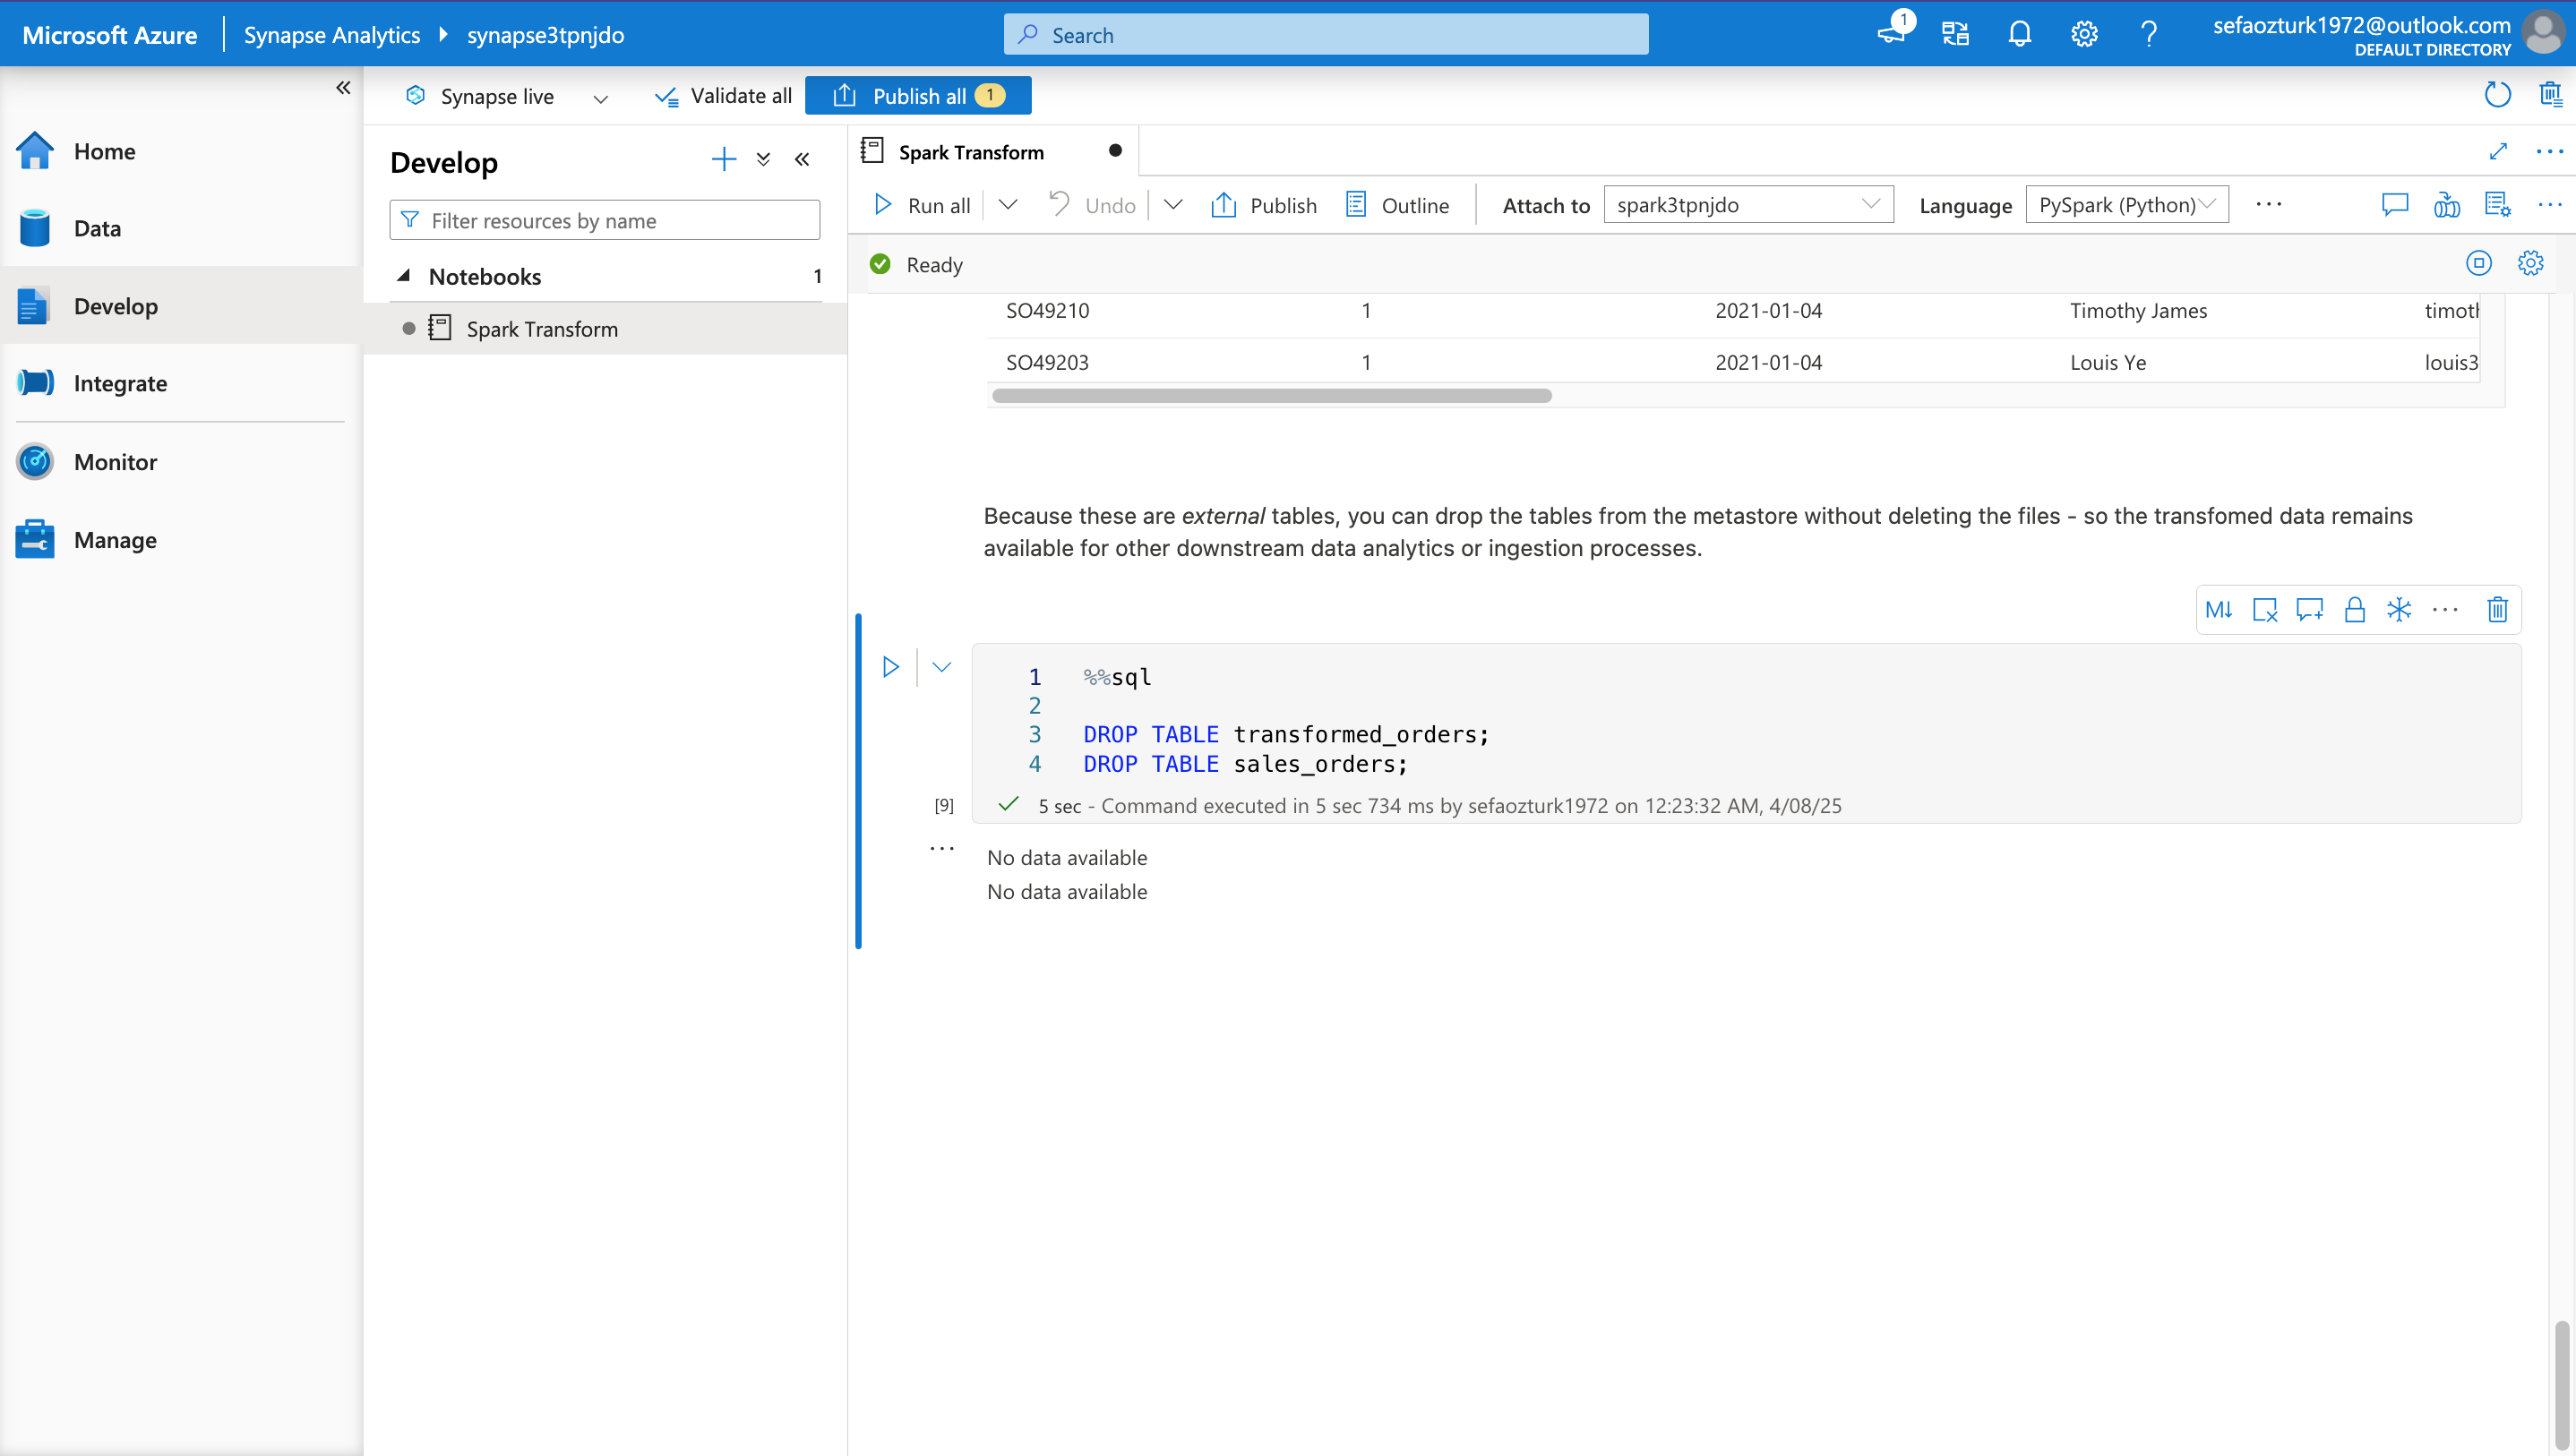 Microsoft Azure
Synapse Analytics
synapse3tpnjdo
Search
1
sefaozturk1972@outlook.com
DEFAULT DIRECTORY
Synapse live
Validate all
Publish all 1
Home
Data
Develop
Integrate
Monitor
Manage
Develop
Filter resources by name
Notebooks 1
Spark Transform
Spark Transform
Run all
Undo
Publish
Outline
Attach to
spark3tpnjdo
Language
PySpark (Python)
Ready
SO49210 1 2021-01-04 Timothy James timoth
SO49203 1 2021-01-04 Louis Ye louis3
Because these are external tables, you can drop the tables from the metastore without deleting the files - so the transfomed data remains
available for other downstream data analytics or ingestion processes.
M↓
1 %%sql
2
3 DROP TABLE transformed_orders;
4 DROP TABLE sales_orders;
[9]
5 sec - Command executed in 5 sec 734 ms by sefaozturk1972 on 12:23:32 AM, 4/08/25
No data available
No data available